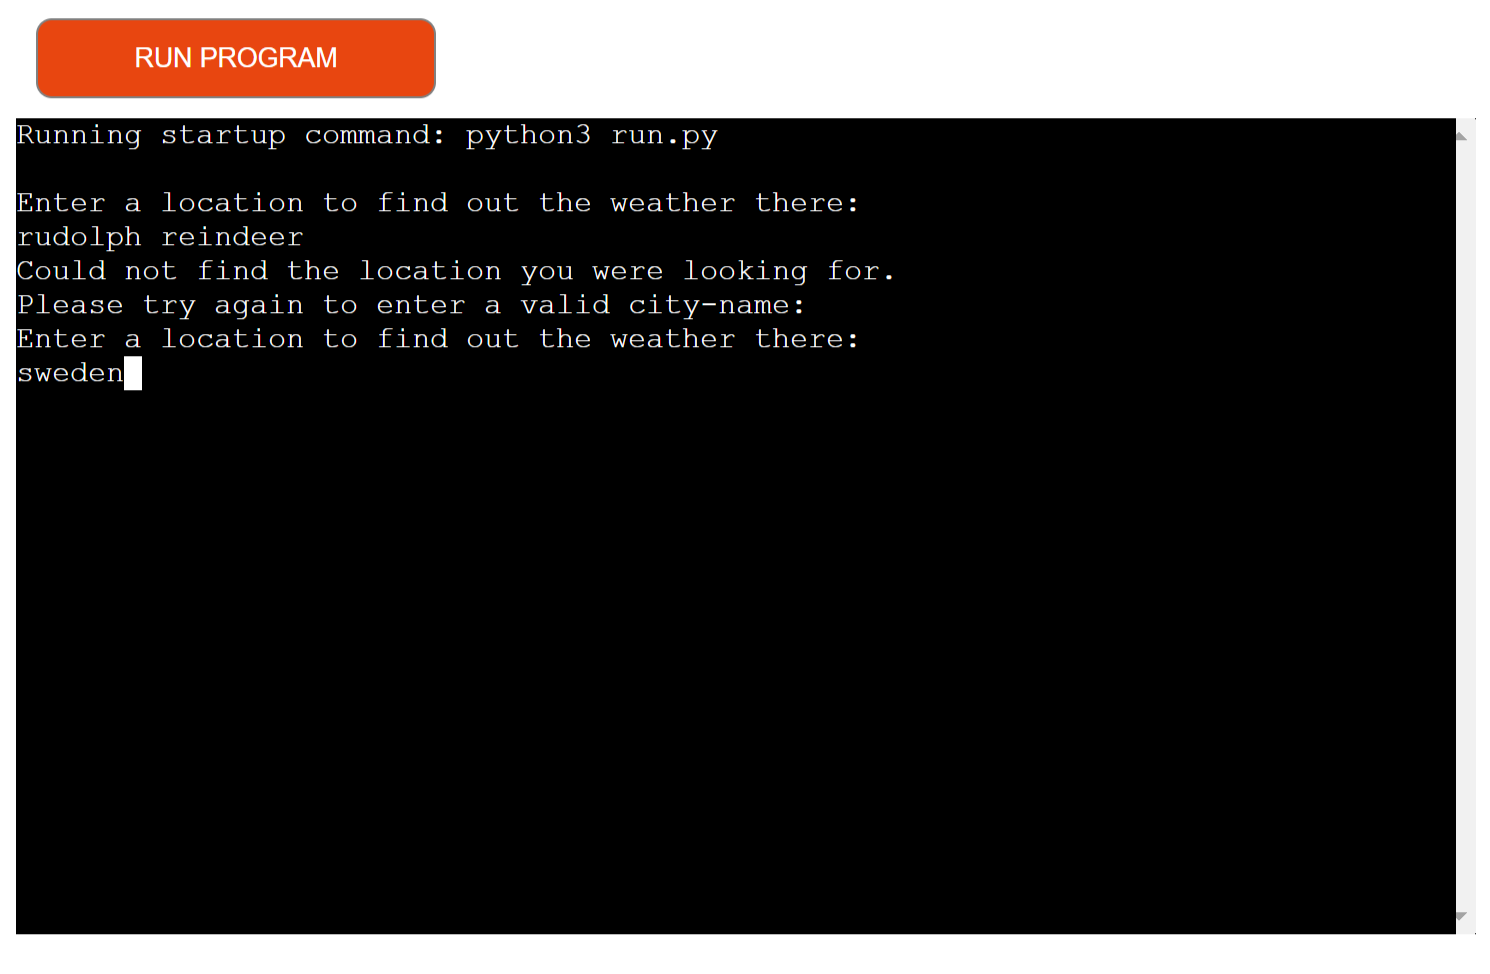 RUN PROGRAM
Running startup command: python3 run.py
Enter a location to find out the weather there:
rudolph reindeer
Could not find the location you were looking for.
Please try again to enter a valid city-name:
Enter a location to find out the weather there:
sweden